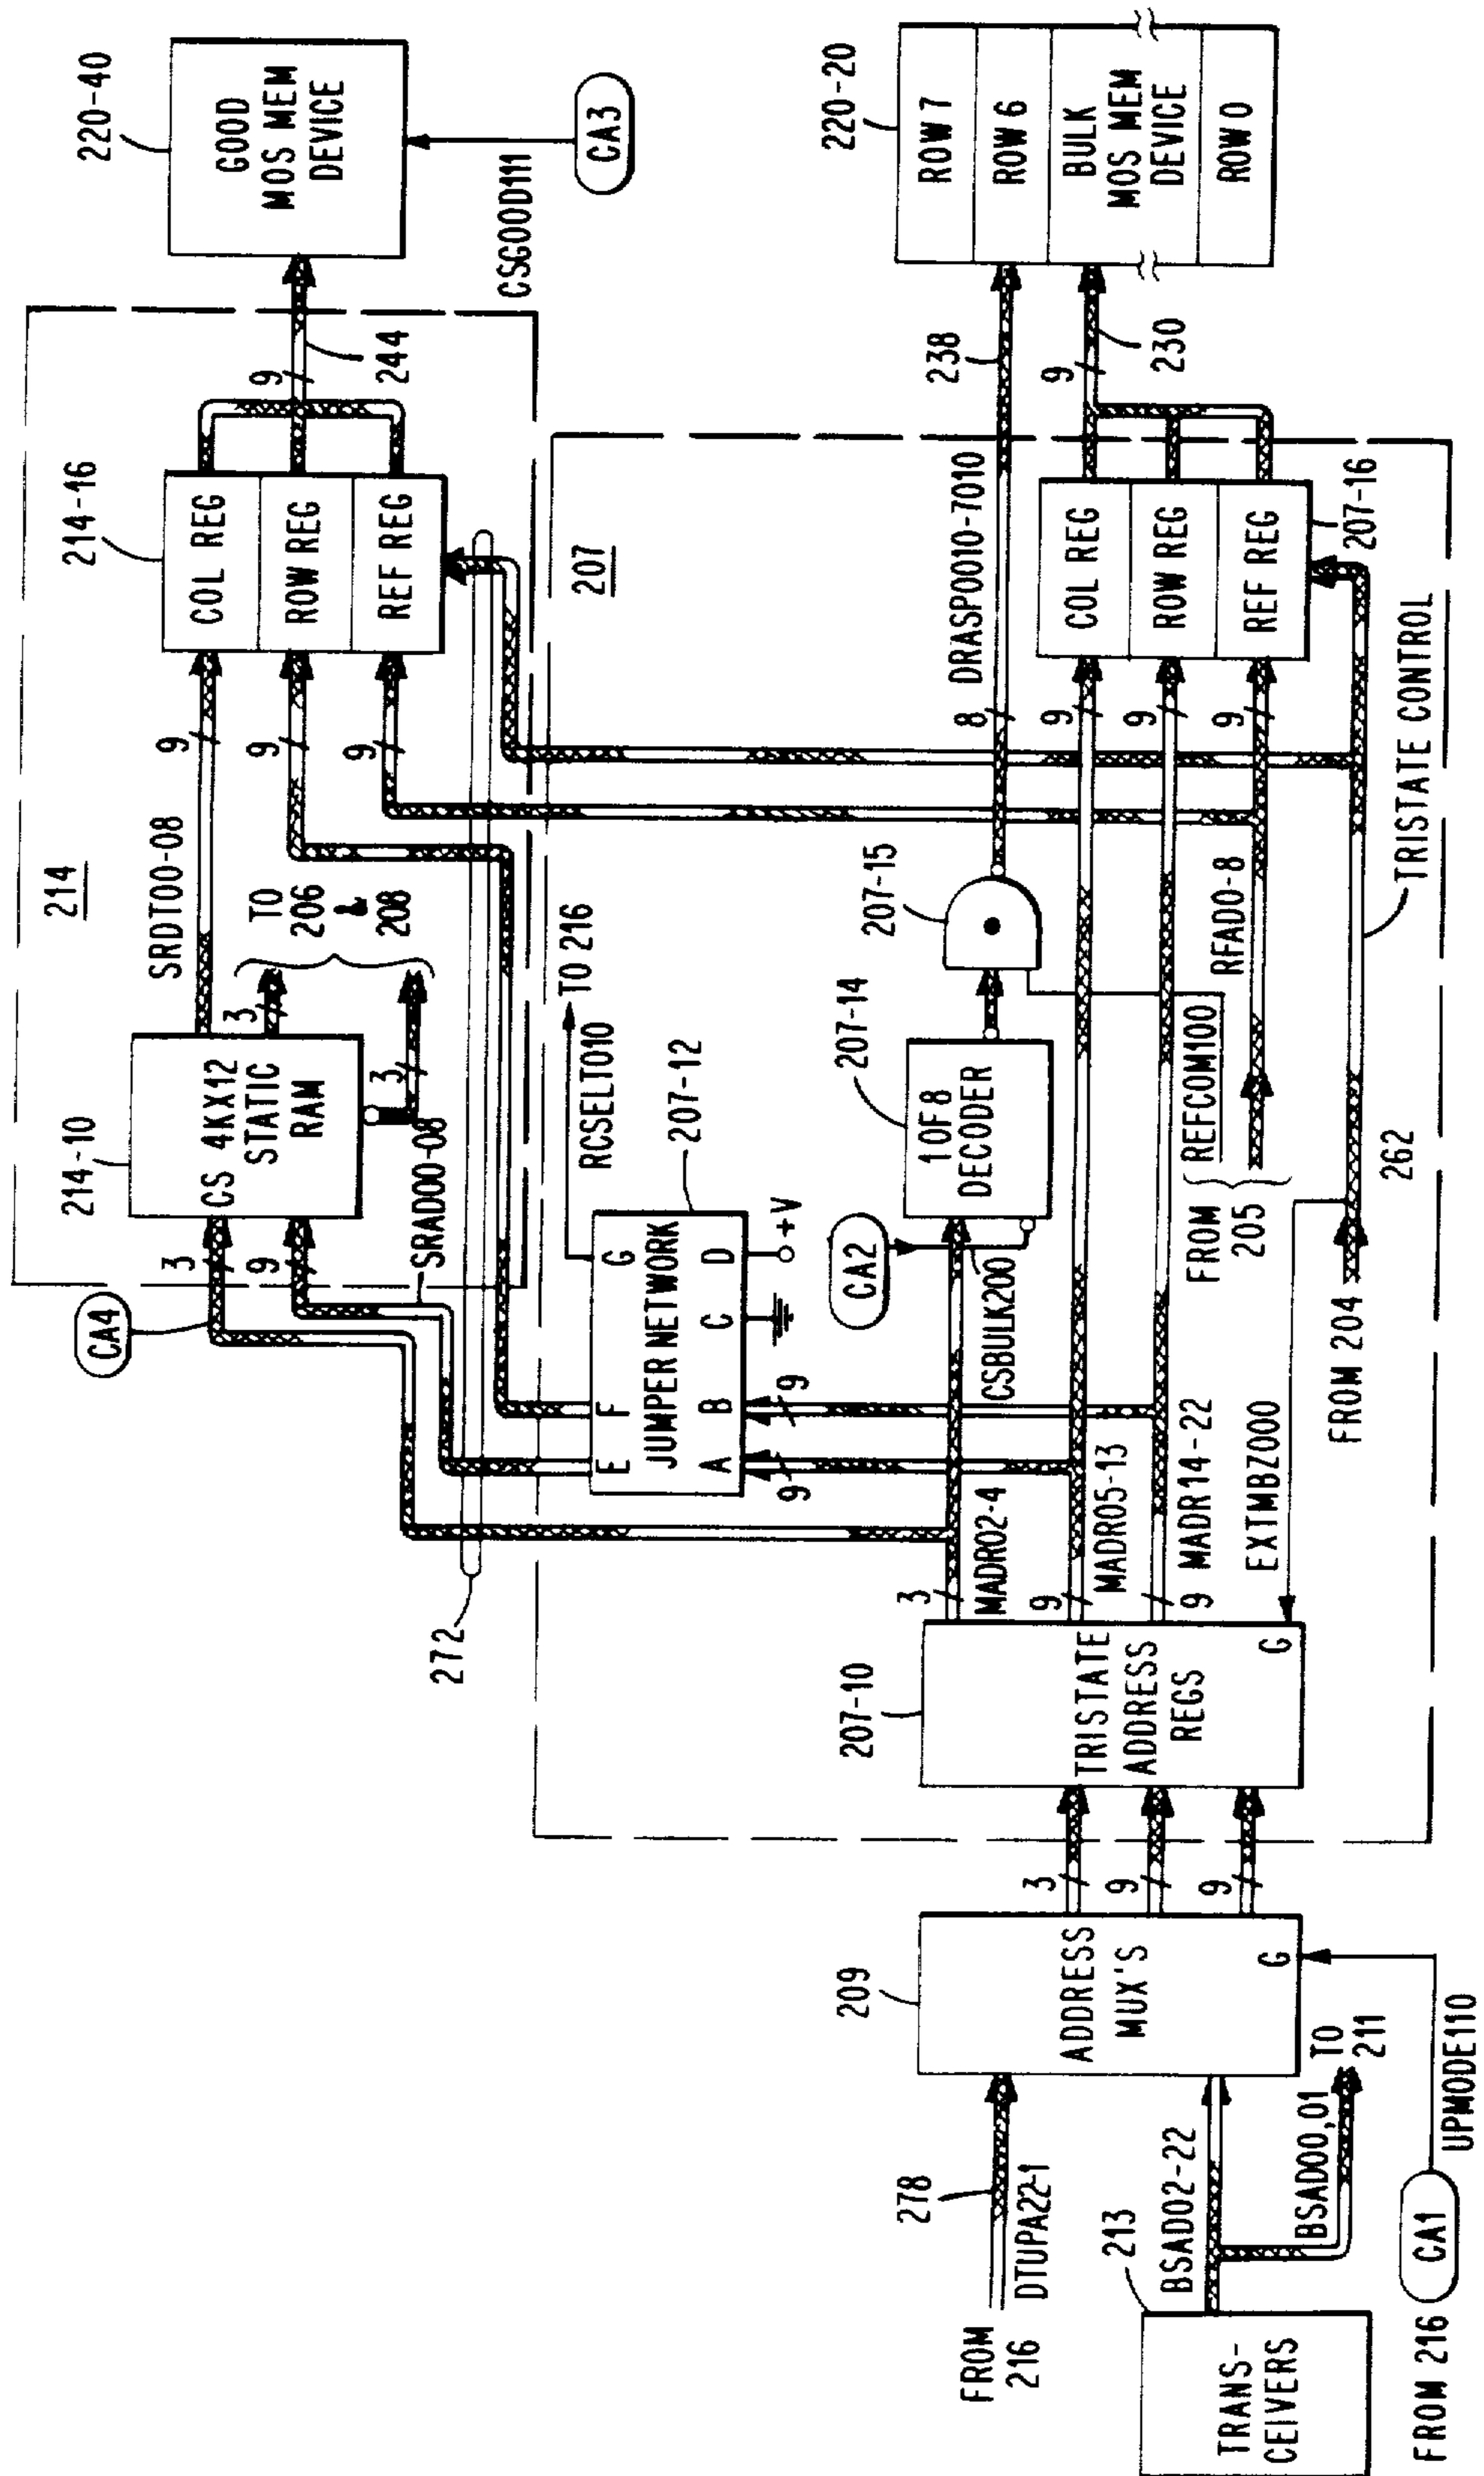 TRANS-
CEIVERS
213
BSAD02-22
BSAD00,01
TO
211
FROM
216
278
DTUPA22-1
FROM 216
CA1
UPMODE110
209
ADDRESS
MUX'S
G
3
9
9
207-10
TRISTATE
ADDRESS
REGS
G
3
MADR02-4
9
MADR05-13
9
MADR14-22
EXTMBZ000
FROM 204
262
TRISTATE CONTROL
272
207-12
JUMPER NETWORK
A
B
C
D
E
F
G
9
9
+V
RCSELT010
TO 216
CA2
CSBULK200
207-14
1 OF 8
DECODER
207-15
FROM
205
REFCOM100
RFAD0-8
8
DRASP0010-7010
9
9
9
COL REG
ROW REG
REF REG
207-16
207
238
9
230
220-20
ROW 7
ROW 6
BULK
MOS MEM
DEVICE
ROW 0
CA4
3
9
SRAD00-08
214-10
CS 4KX12
STATIC
RAM
3
3
TO
206
&
208
214
SRDT00-08
9
9
9
214-16
COL REG
ROW REG
REF REG
9
244
220-40
GOOD
MOS MEM
DEVICE
CSGOOD111
CA3